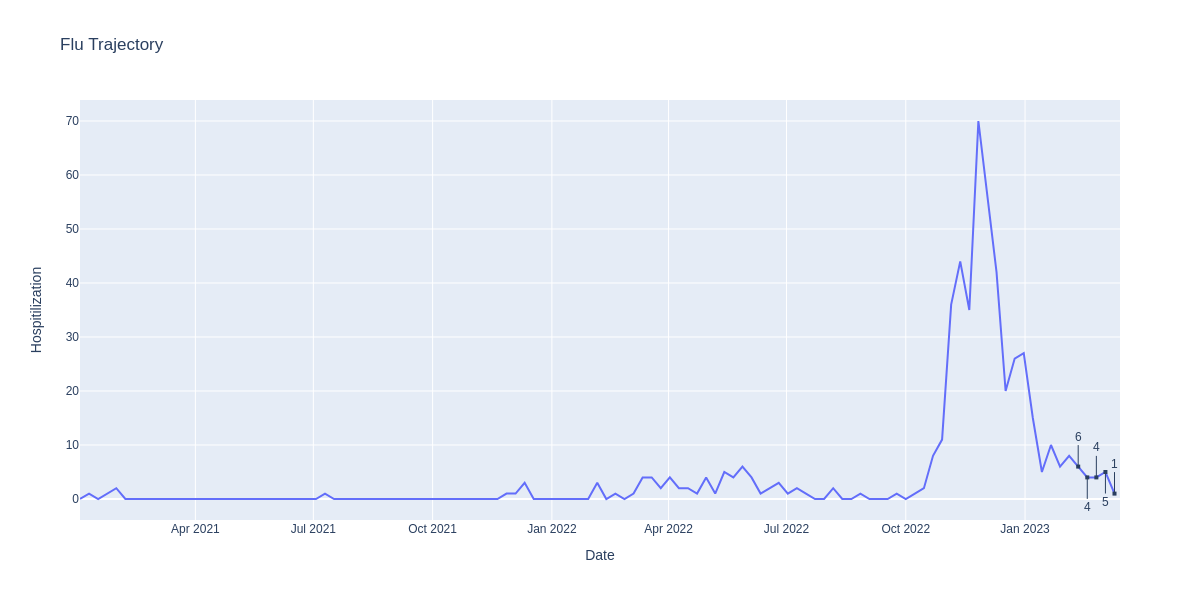 Flu Trajectory
70
60
50
40
30
20
10
0
Hospitilization
6
4
4
5
1
Apr 2021
Jul 2021
Oct 2021
Jan 2022
Apr 2022
Jul 2022
Oct 2022
Jan 2023
Date